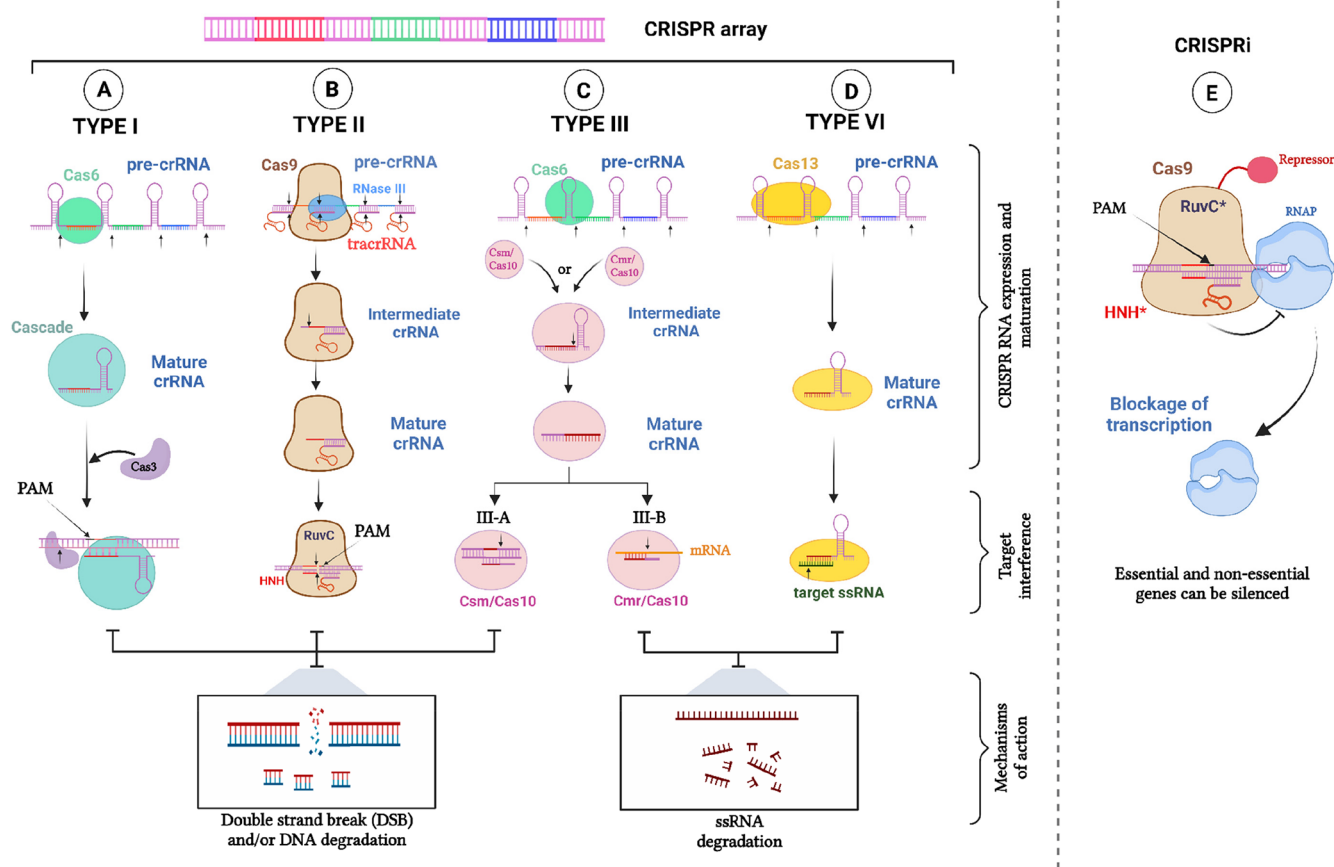 CRISPR array
CRISPRi
A
B
C
D
E
TYPE I
TYPE II
TYPE III
TYPE VI
Cas6
pre-crRNA
Cas9
pre-crRNA
RNase III
tracrRNA
Cas6
pre-crRNA
Csm/
Cas10
or
Cmr/
Cas10
Cas13
pre-crRNA
Cascade
Mature
crRNA
Intermediate
crRNA
Intermediate
crRNA
Mature
crRNA
Mature
crRNA
Mature
crRNA
CRISPR RNA expression and
maturation
Cas3
PAM
RuvC
PAM
HNH
III-A
Csm/Cas10
III-B
mRNA
Cmr/Cas10
target ssRNA
Target
interference
Double strand break (DSB)
and/or DNA degradation
ssRNA
degradation
Mechanisms
of action
Cas9
Repressor
RuvC*
PAM
RNAP
HNH*
Blockage of
transcription
Essential and non-essential
genes can be silenced